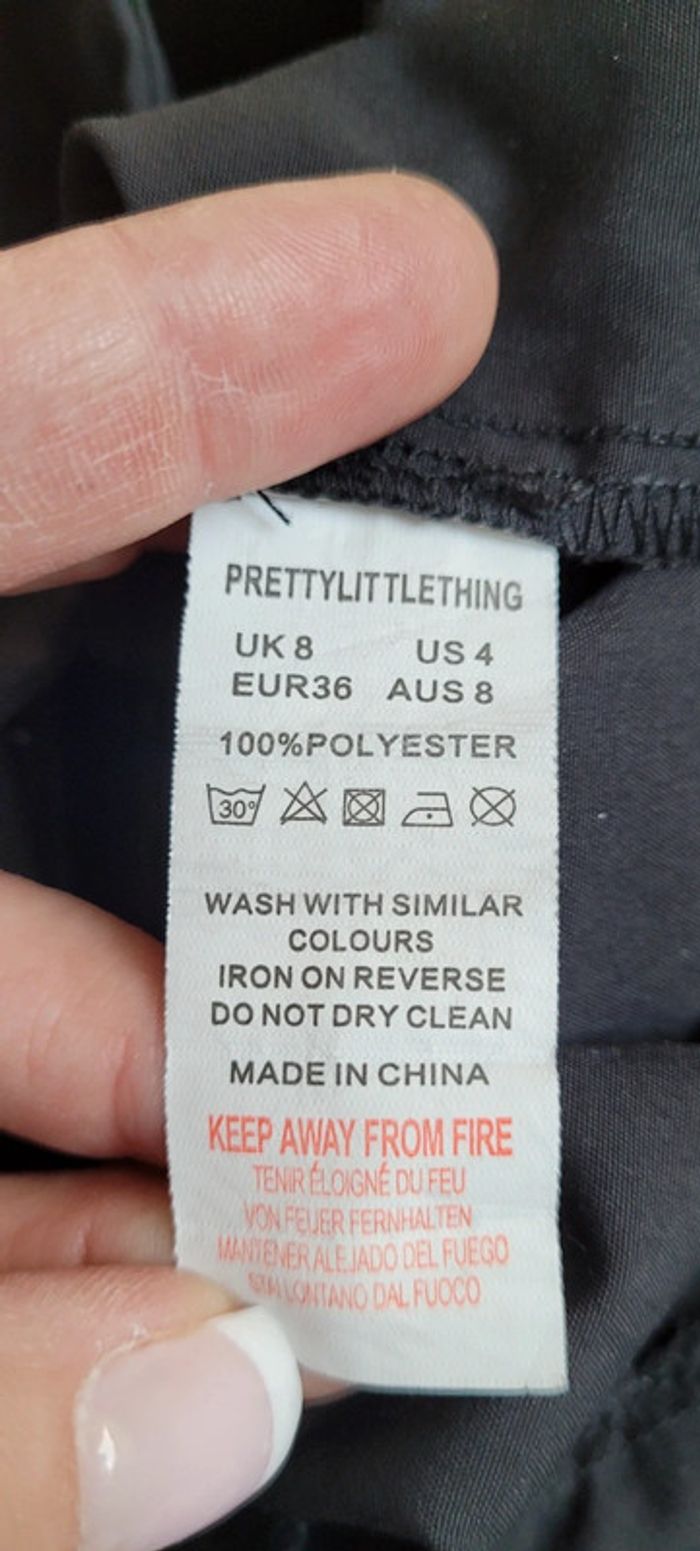 PRETTYLITTLETHING
UK 8 US 4
EUR36 AUS 8
100%POLYESTER
30°
WASH WITH SIMILAR
COLOURS
IRON ON REVERSE
DO NOT DRY CLEAN
MADE IN CHINA
KEEP AWAY FROM FIRE
TENIR ÉLOIGNÉ DU FEU
VON FEUER FERNHALTEN
MANTENER ALEJADO DEL FUEGO
LONTANO DAL FUOCO